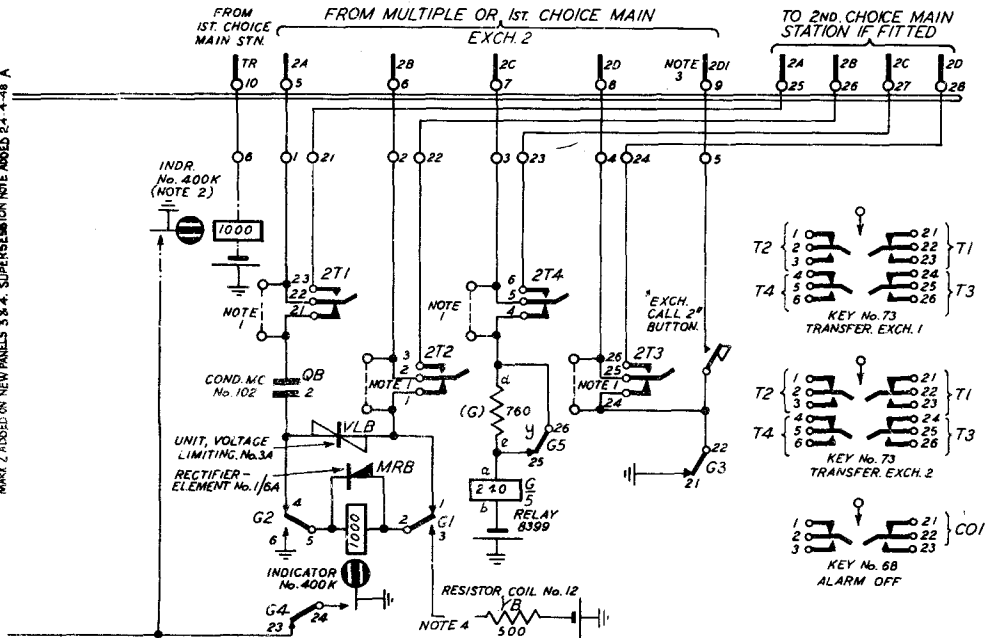 FROM
1ST. CHOICE
MAIN STN.
FROM MULTIPLE OR 1ST. CHOICE MAIN
EXCH. 2
TO 2ND. CHOICE MAIN
STATION IF FITTED
TR
10
2A
5
2B
6
2C
7
2D
8
NOTE
3
2D1
9
2A
25
2B
26
2C
27
2D
28
6
1
21
2
22
3
23
4
24
5
INDR.
No. 400K
(NOTE 2)
1000
23
22
21
2T1
NOTE
1
6
5
4
2T4
NOTE
1
"EXCH.
CALL 2"
BUTTON.
3
2
1
2T2
NOTE 1
26
25
24
2T3
NOTE 1
COND. MC
No. 102
QB
2
VLB
UNIT, VOLTAGE
LIMITING. No. 3A
RECTIFIER-
ELEMENT No. 1/6A
MRB
d
(G)
760
e
y
26
25
G5
a
210
b
G
5
RELAY
8399
22
21
G3
G2
4
5
6
1000
1
2
3
G1
INDICATOR
No. 400K
G4
24
23
NOTE 4
RESISTOR COIL No. 12
YB
500
T2
1
2
3
21
22
23
T1
T4
4
5
6
24
25
26
T3
KEY No. 73
TRANSFER. EXCH. 1
T2
1
2
3
21
22
23
T1
T4
4
5
6
24
25
26
T3
KEY No. 73
TRANSFER. EXCH. 2
1
2
3
21
22
23
CO1
KEY No. 68
ALARM OFF
MARK 2 ADDED ON NEW PANELS 3 & 4. SUPERSESSION NOTE ADDED 24-4-48 A